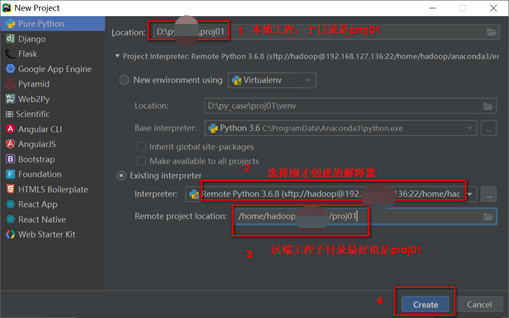 New Project
Pure Python
Django
Flask
Google App Engine
Pyramid
Web2Py
Scientific
Angular CLI
AngularJS
Bootstrap
Foundation
HTML5 Boilerplate
React App
React Native
Web Starter Kit
Location: D:\py proj01
1 本地工程，子目录是proj01
Project Interpreter: Remote Python 3.6.8 (sftp://hadoop@192.168.127.136:22/home/hadoop/anaconda3/er
New environment using Virtualenv
Location: D:\py_case\proj01\venv
Base interpreter: Python 3.6 C:\ProgramData\Anaconda3\python.exe
Inherit global site-packages
Make available to all projects
Existing interpreter
2 选择刚才创建的解释器
Interpreter: Remote Python 3.6.8 (sftp://hadoop@192. 136:22/home/hac
Remote project location: /home/hadoop /proj01
3 远端工程子目录最好也是proj01
4
Create
Cancel